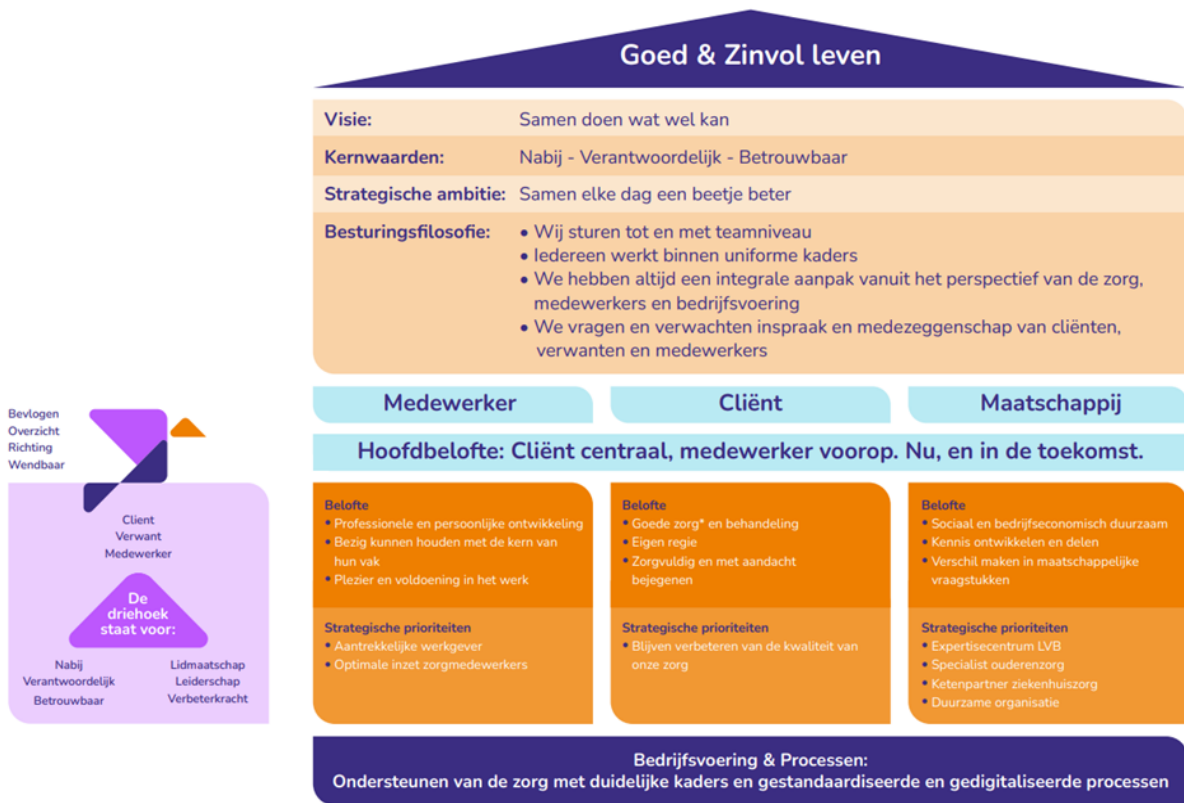 Goed & Zinvol leven
Visie: Samen doen wat wel kan
Kernwaarden: Nabij - Verantwoordelijk - Betrouwbaar
Strategische ambitie: Samen elke dag een beetje beter
Besturingsfilosofie: • Wij sturen tot en met teamniveau
• Iedereen werkt binnen uniforme kaders
• We hebben altijd een integrale aanpak vanuit het perspectief van de zorg,
medewerkers en bedrijfsvoering
• We vragen en verwachten inspraak en medezeggenschap van cliënten,
verwanten en medewerkers
Bevlogen
Overzicht
Richting
Wendbaar
Client
Verwant
Medewerker
De
driehoek
staat voor:
Nabij
Verantwoordelijk
Betrouwbaar
Lidmaatschap
Leiderschap
Verbeterkracht
Medewerker
Cliënt
Maatschappij
Hoofdbelofte: Cliënt centraal, medewerker voorop. Nu, en in de toekomst.
Belofte
• Professionele en persoonlijke ontwikkeling
• Bezig kunnen houden met de kern van
hun vak
• Plezier en voldoening in het werk
Strategische prioriteiten
• Aantrekkelijke werkgever
• Optimale inzet zorgmedewerkers
Belofte
• Goede zorg* en behandeling
• Eigen regie
• Zorgvuldig en met aandacht
bejegenen
Strategische prioriteiten
• Blijven verbeteren van de kwaliteit van
onze zorg
Belofte
• Sociaal en bedrijfseconomisch duurzaam
• Kennis ontwikkelen en delen
• Verschil maken in maatschappelijke
vraagstukken
Strategische prioriteiten
• Expertisecentrum LVB
• Specialist ouderenzorg
• Ketenpartner ziekenhuiszorg
• Duurzame organisatie
Bedrijfsvoering & Processen:
Ondersteunen van de zorg met duidelijke kaders en gestandaardiseerde en gedigitaliseerde processen